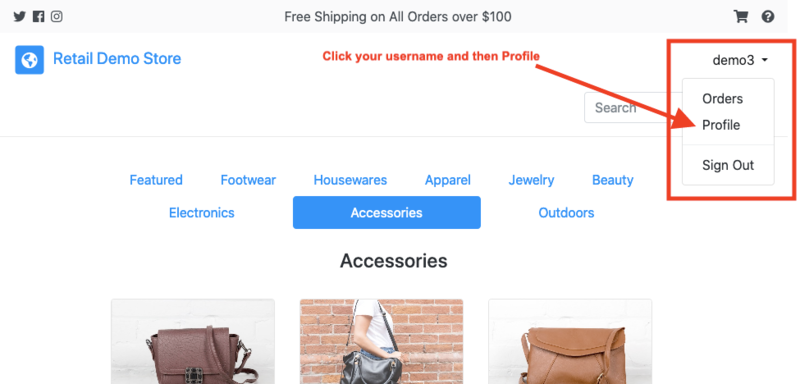 Free Shipping on All Orders over $100
Retail Demo Store
Click your username and then Profile
demo3
Orders
Search
Profile
Sign Out
Featured Footwear Housewares Apparel Jewelry Beauty
Electronics Accessories Outdoors
Accessories